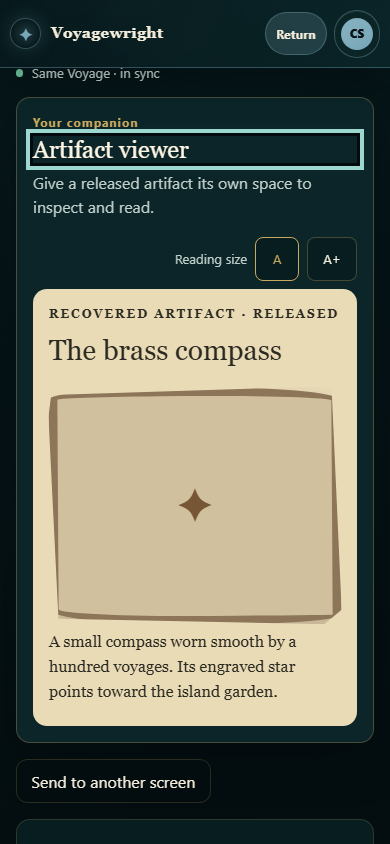 Voyagewright
Return
CS
Same Voyage · in sync
Your companion
Artifact viewer
Give a released artifact its own space to
inspect and read.
Reading size
A
A+
RECOVERED ARTIFACT · RELEASED
The brass compass
A small compass worn smooth by a
hundred voyages. Its engraved star
points toward the island garden.
Send to another screen